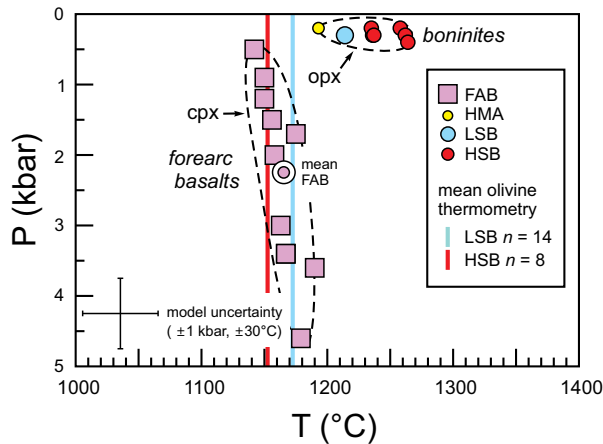 0
1
2
3
4
5
P (kbar)
1000
1100
1200
1300
1400
T (°C)
boninites
opx
cpx
forearc
basalts
mean
FAB
model uncertainty
( ±1 kbar, ±30°C)
FAB
HMA
LSB
HSB
mean olivine
thermometry
LSB n = 14
HSB n = 8